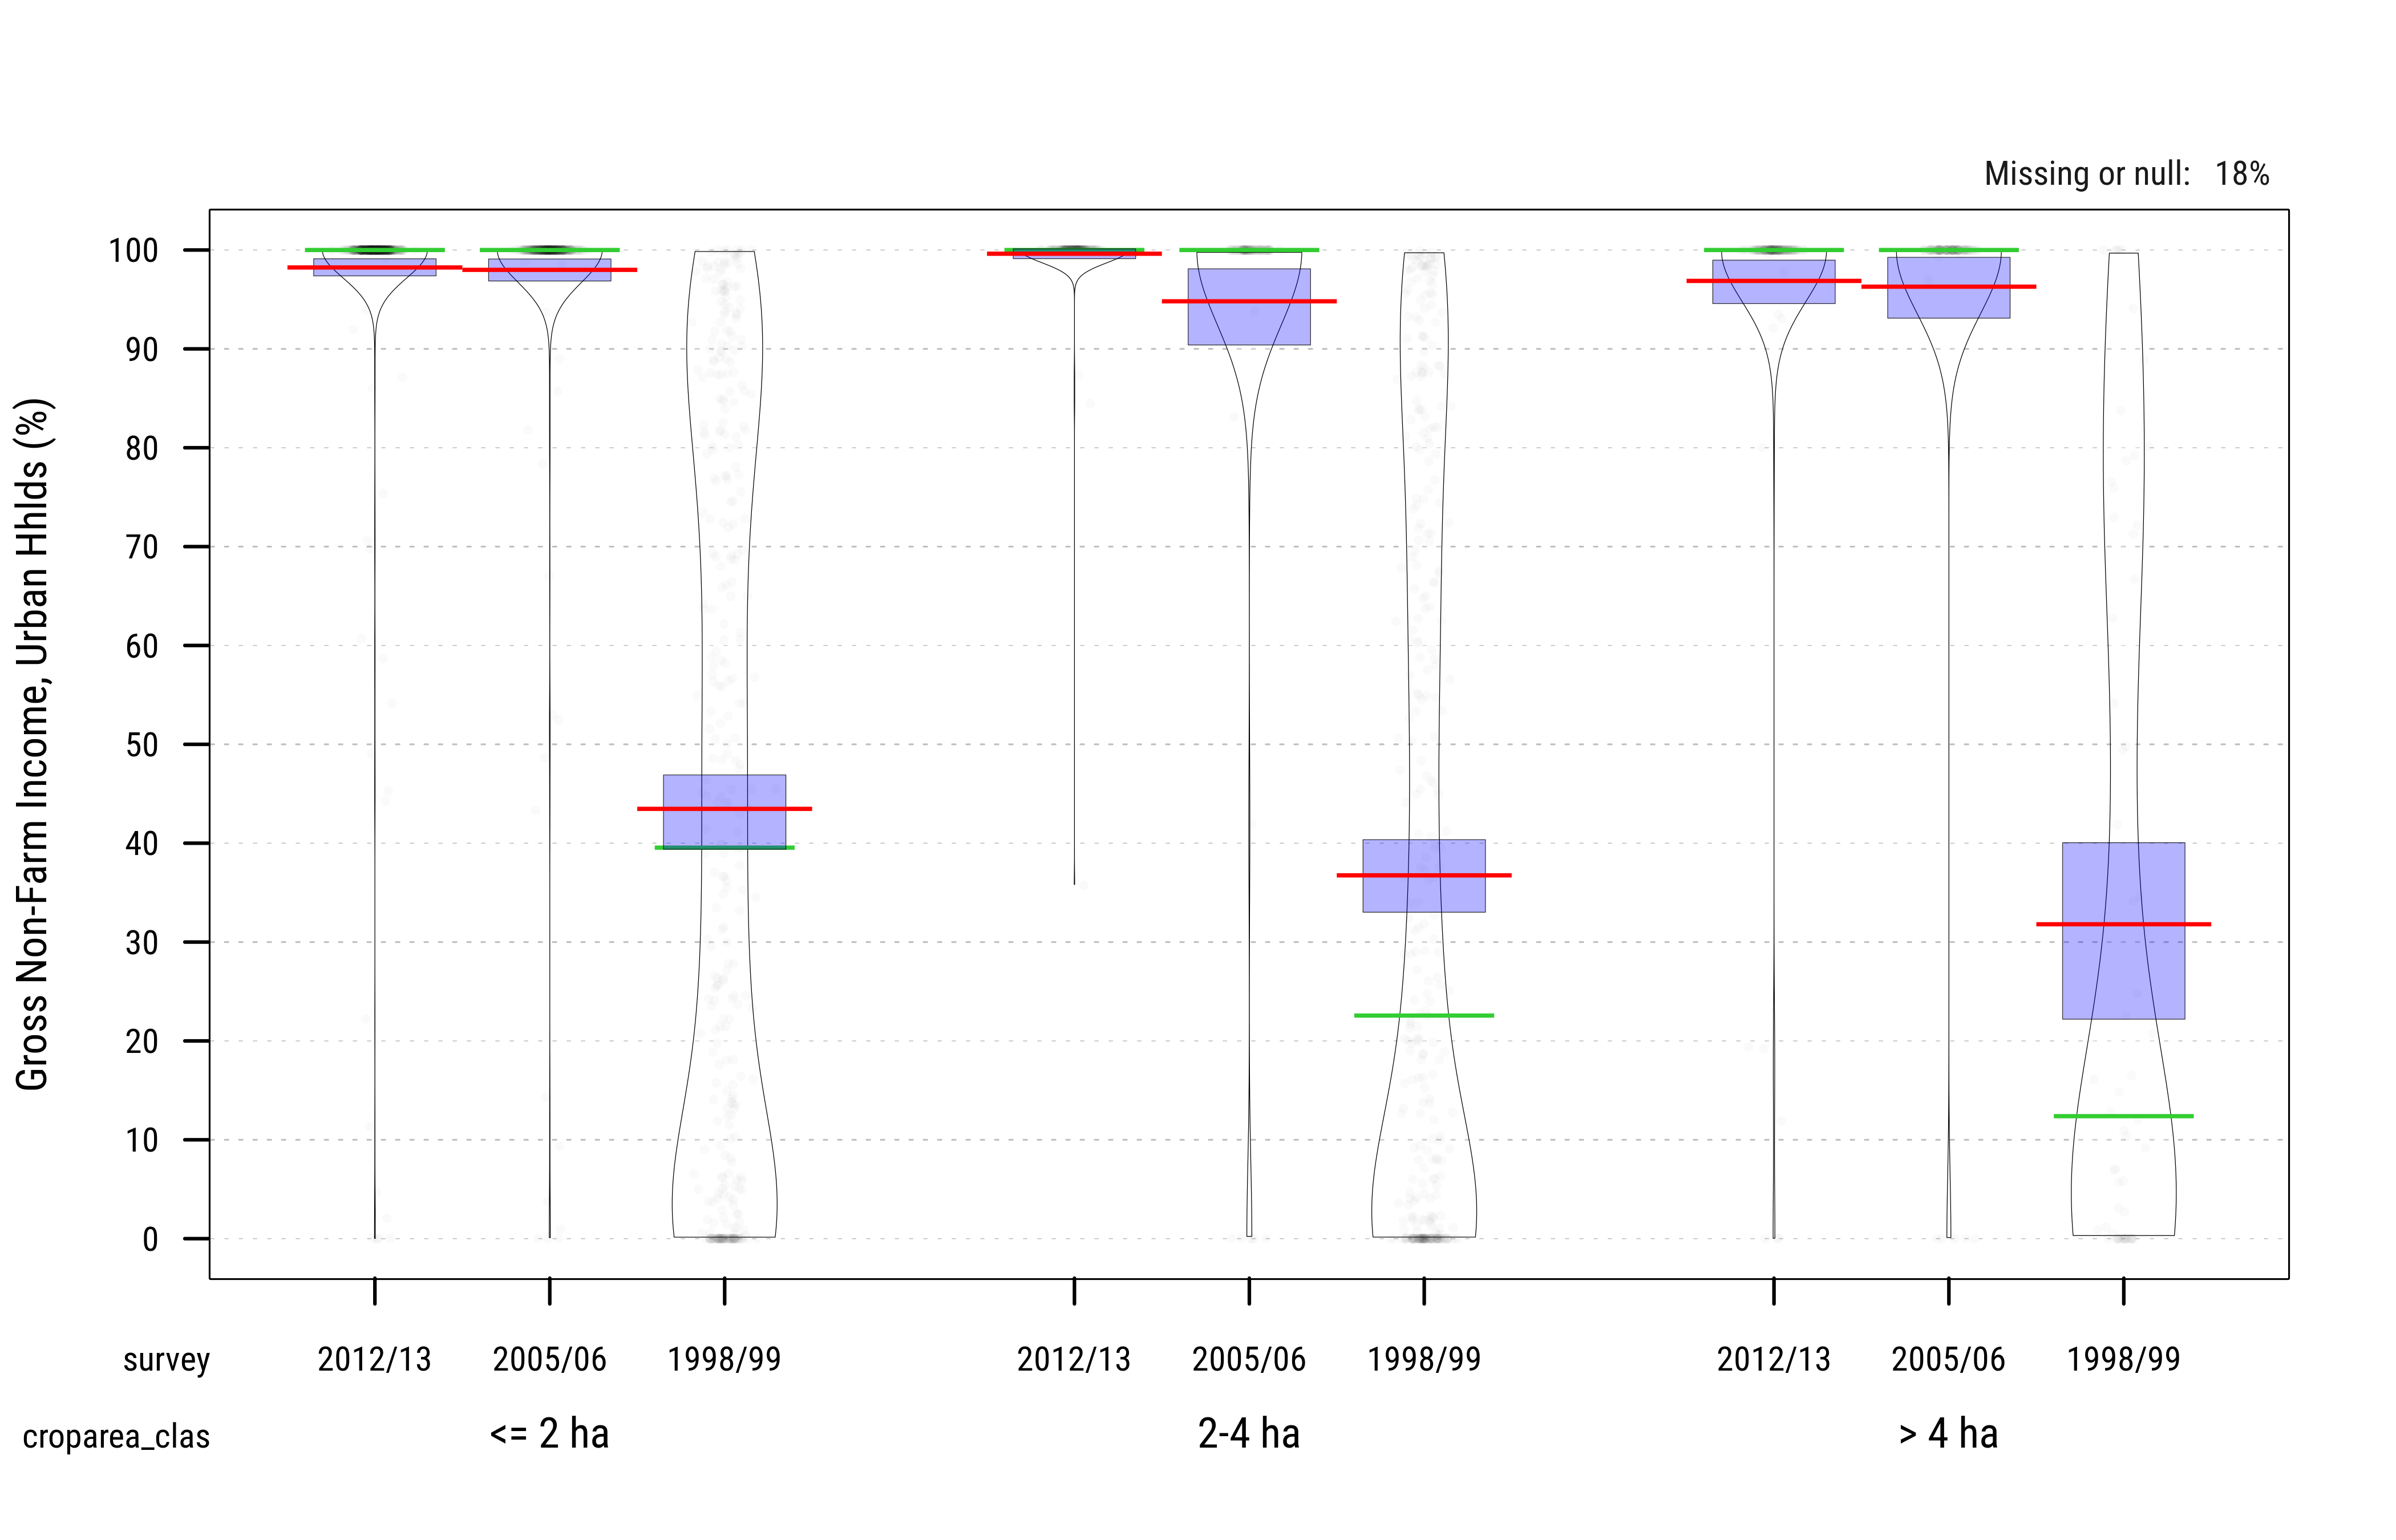 Missing or null: 18%
Gross Non-Farm Income, Urban Hhlds (%)
100
90
80
70
60
50
40
30
20
10
0
survey 2012/13 2005/06 1998/99 2012/13 2005/06 1998/99 2012/13 2005/06 1998/99
croparea_clas <= 2 ha 2-4 ha > 4 ha